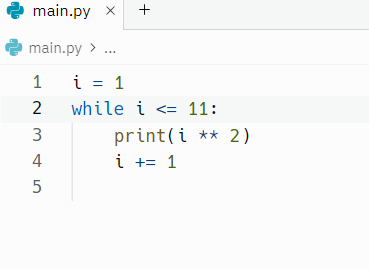 main.py × +
main.py > ...
1 i = 1
2 while i <= 11:
3     print(i ** 2)
4     i += 1
5